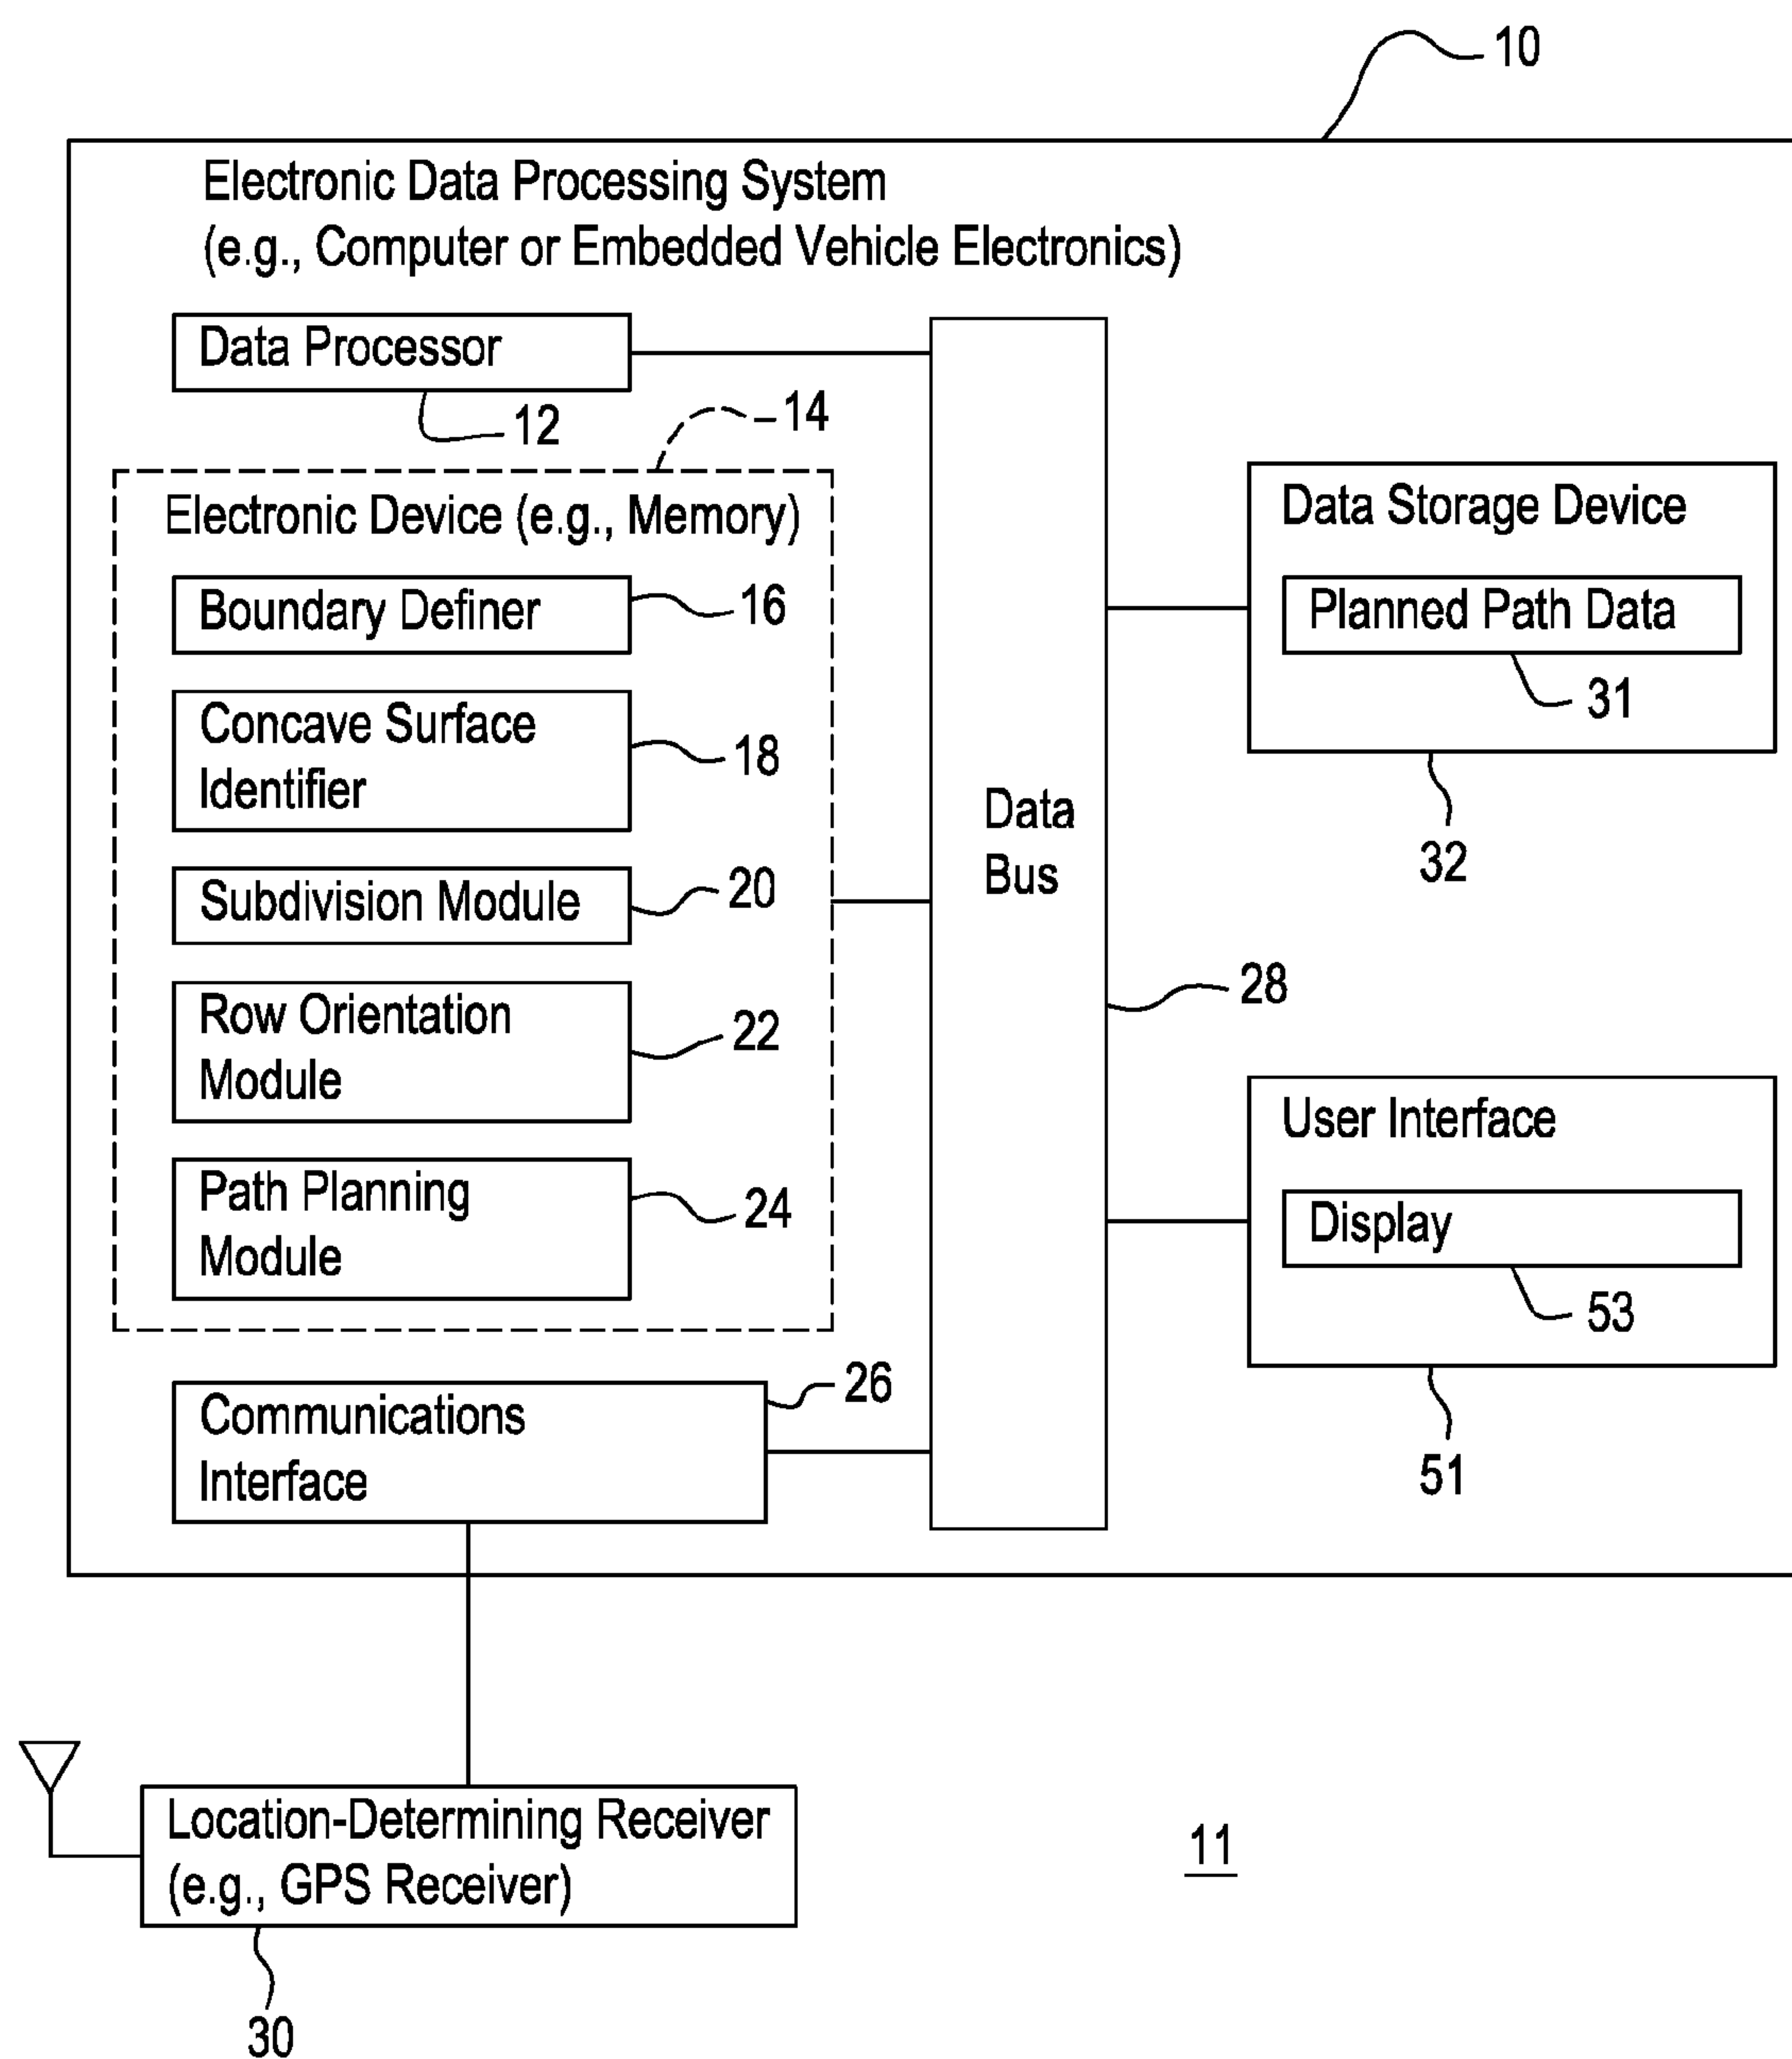 10
Electronic Data Processing System
(e.g., Computer or Embedded Vehicle Electronics)
Data Processor
12
14
Electronic Device (e.g., Memory)
Boundary Definer
16
Concave Surface
Identifier
18
Subdivision Module
20
Row Orientation
Module
22
Path Planning
Module
24
Communications
Interface
26
Data
Bus
28
Data Storage Device
Planned Path Data
31
32
User Interface
Display
53
51
Location-Determining Receiver
(e.g., GPS Receiver)
30
11